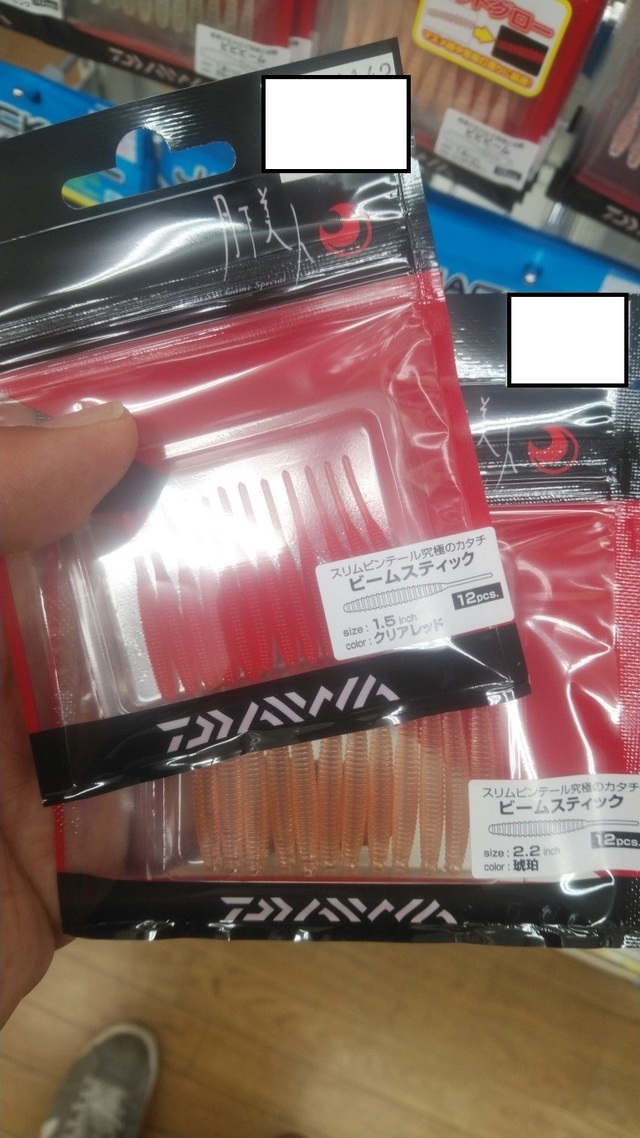 月下美人
スリムピンテール究極のカタチ
ビームスティック
12pcs.
size : 1.5 inch
color : クリアレッド
DAIWA
美人
スリムピンテール究極のカタチ
ビームスティック
12pcs.
size : 2.2 inch
color : 琥珀
DAIWA